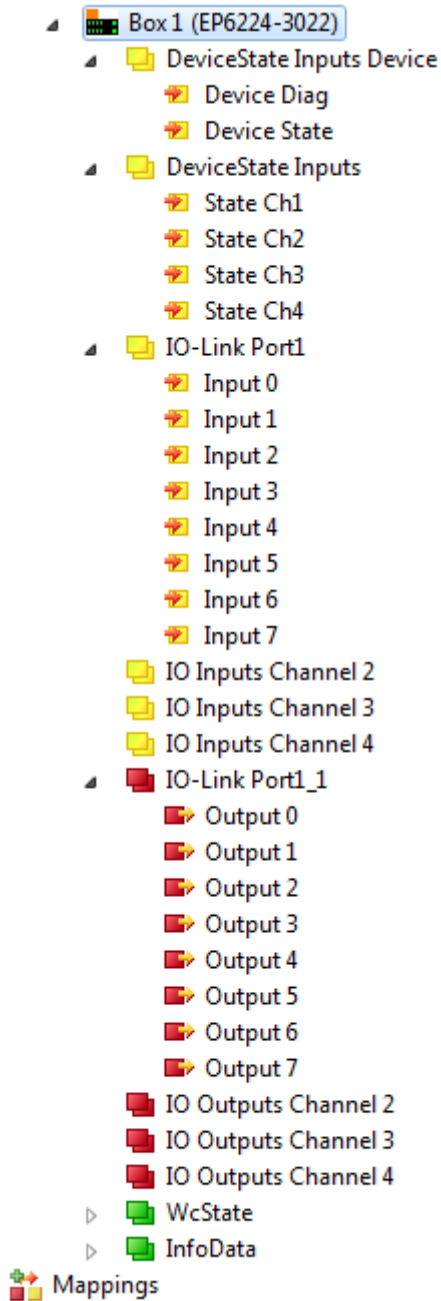 Box 1 (EP6224-3022)
DeviceState Inputs Device
Device Diag
Device State
DeviceState Inputs
State Ch1
State Ch2
State Ch3
State Ch4
IO-Link Port1
Input 0
Input 1
Input 2
Input 3
Input 4
Input 5
Input 6
Input 7
IO Inputs Channel 2
IO Inputs Channel 3
IO Inputs Channel 4
IO-Link Port1_1
Output 0
Output 1
Output 2
Output 3
Output 4
Output 5
Output 6
Output 7
IO Outputs Channel 2
IO Outputs Channel 3
IO Outputs Channel 4
WcState
InfoData
Mappings